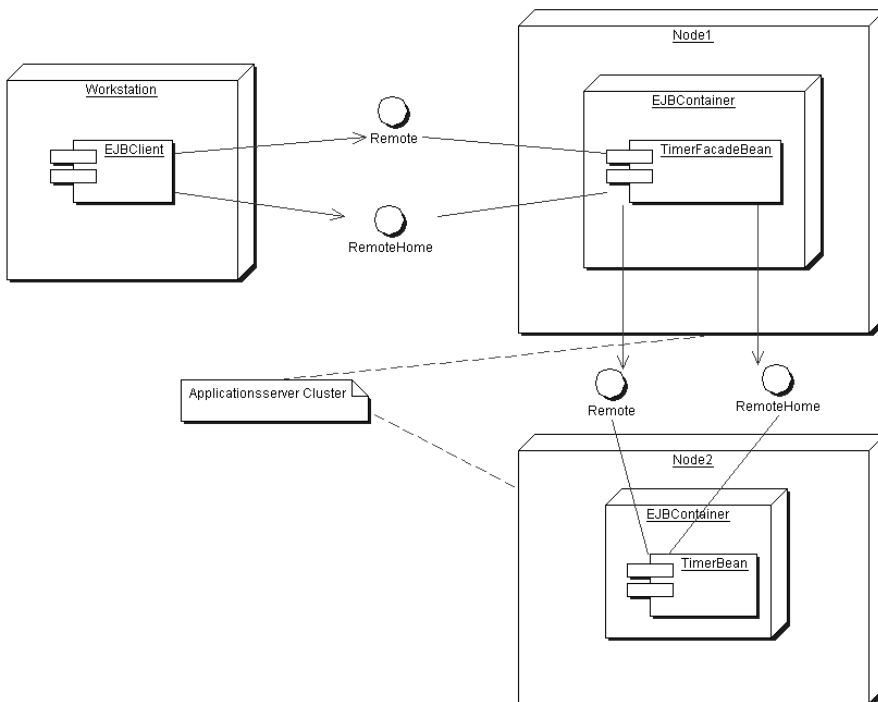 Node1
Workstation
EJBContainer
EJBClient
Remote
TimerFacadeBean
RemoteHome
Applicationsserver Cluster
Remote
RemoteHome
Node2
EJBContainer
TimerBean